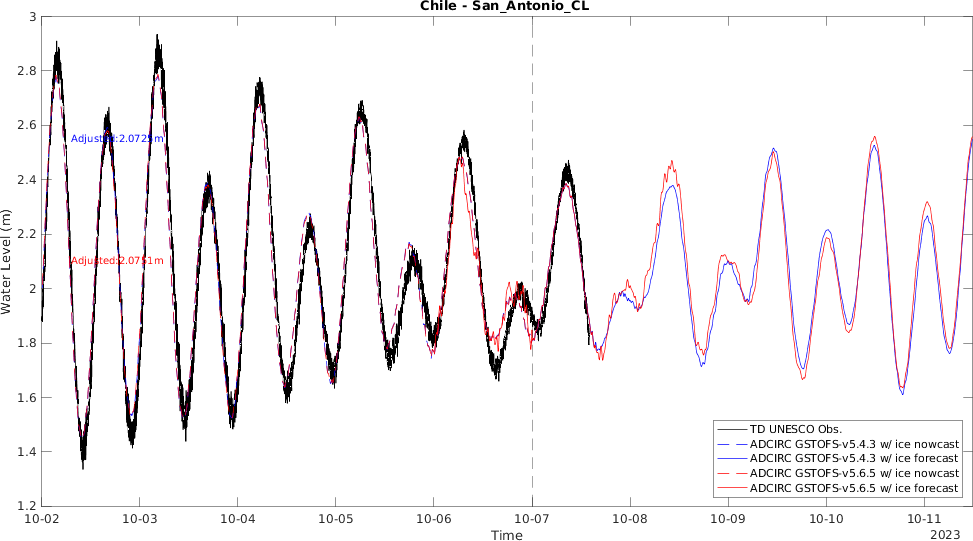 Chile - San_Antonio_CL
3
2.8
2.6
2.4
2.2
2
1.8
1.6
1.4
1.2
Water Level (m)
Adjusted:2.0725m
Adjusted:2.0751m
TD UNESCO Obs.
ADCIRC GSTOFS-v5.4.3 w/ ice nowcast
ADCIRC GSTOFS-v5.4.3 w/ ice forecast
ADCIRC GSTOFS-v5.6.5 w/ ice nowcast
ADCIRC GSTOFS-v5.6.5 w/ ice forecast
10-02 10-03 10-04 10-05 10-06 10-07 10-08 10-09 10-10 10-11
Time
2023